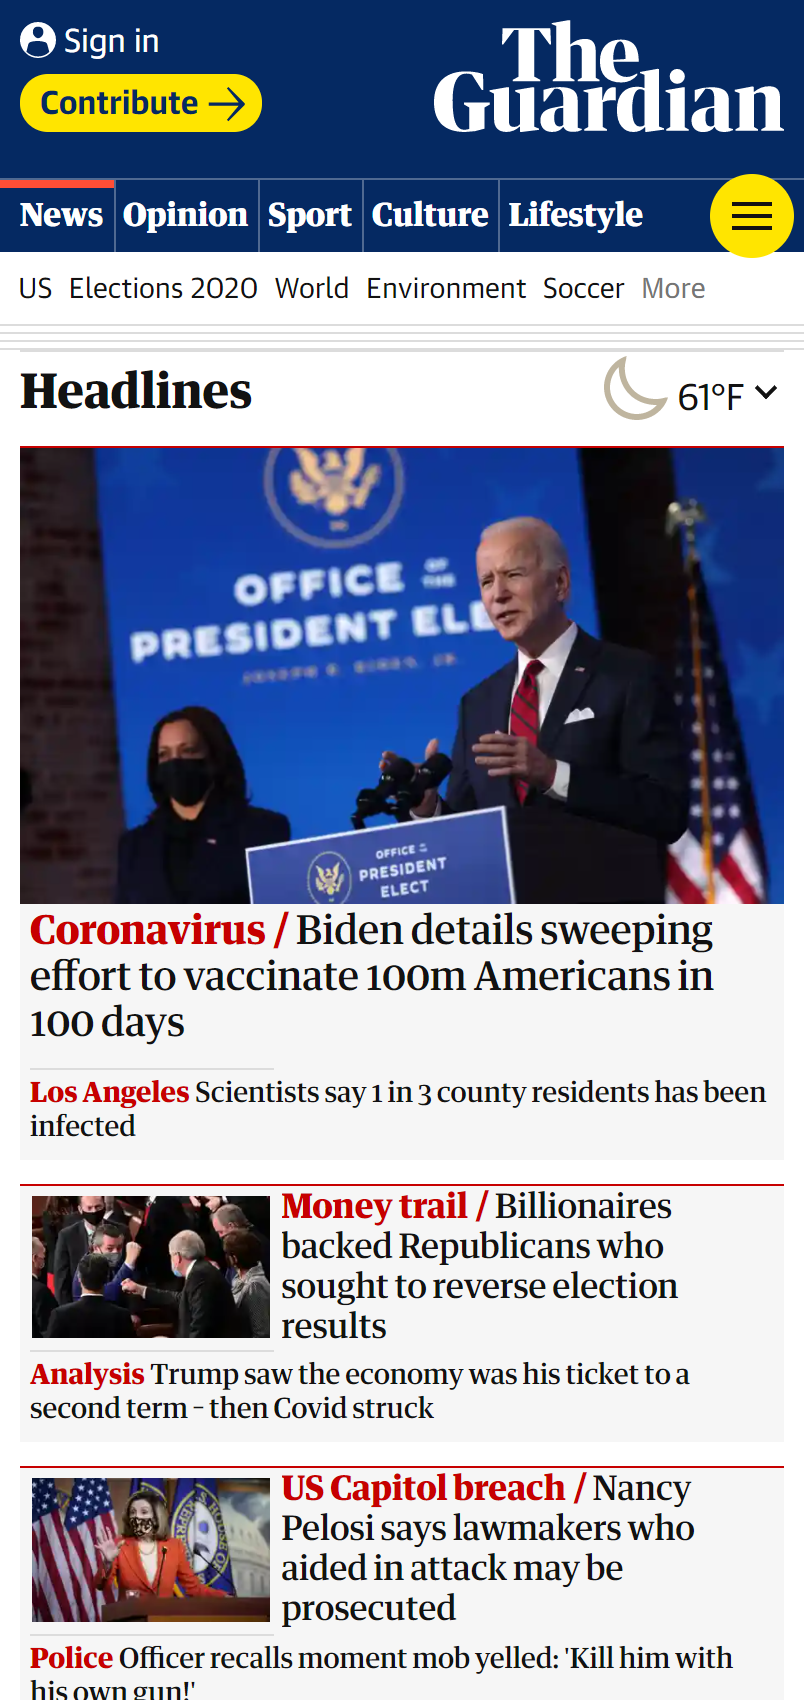 Sign in
Contribute
The
Guardian
News Opinion Sport Culture Lifestyle
US Elections 2020 World Environment Soccer More
Headlines
61°F
OFFICE OF THE
PRESIDENT ELE
JOSEPH R. BIDEN, JR.
OFFICE OF THE
PRESIDENT
ELECT
Coronavirus / Biden details sweeping
effort to vaccinate 100m Americans in
100 days
Los Angeles Scientists say 1 in 3 county residents has been
infected
Money trail / Billionaires
backed Republicans who
sought to reverse election
results
Analysis Trump saw the economy was his ticket to a
second term – then Covid struck
US Capitol breach / Nancy
Pelosi says lawmakers who
aided in attack may be
prosecuted
Police Officer recalls moment mob yelled: 'Kill him with
his own gun!'